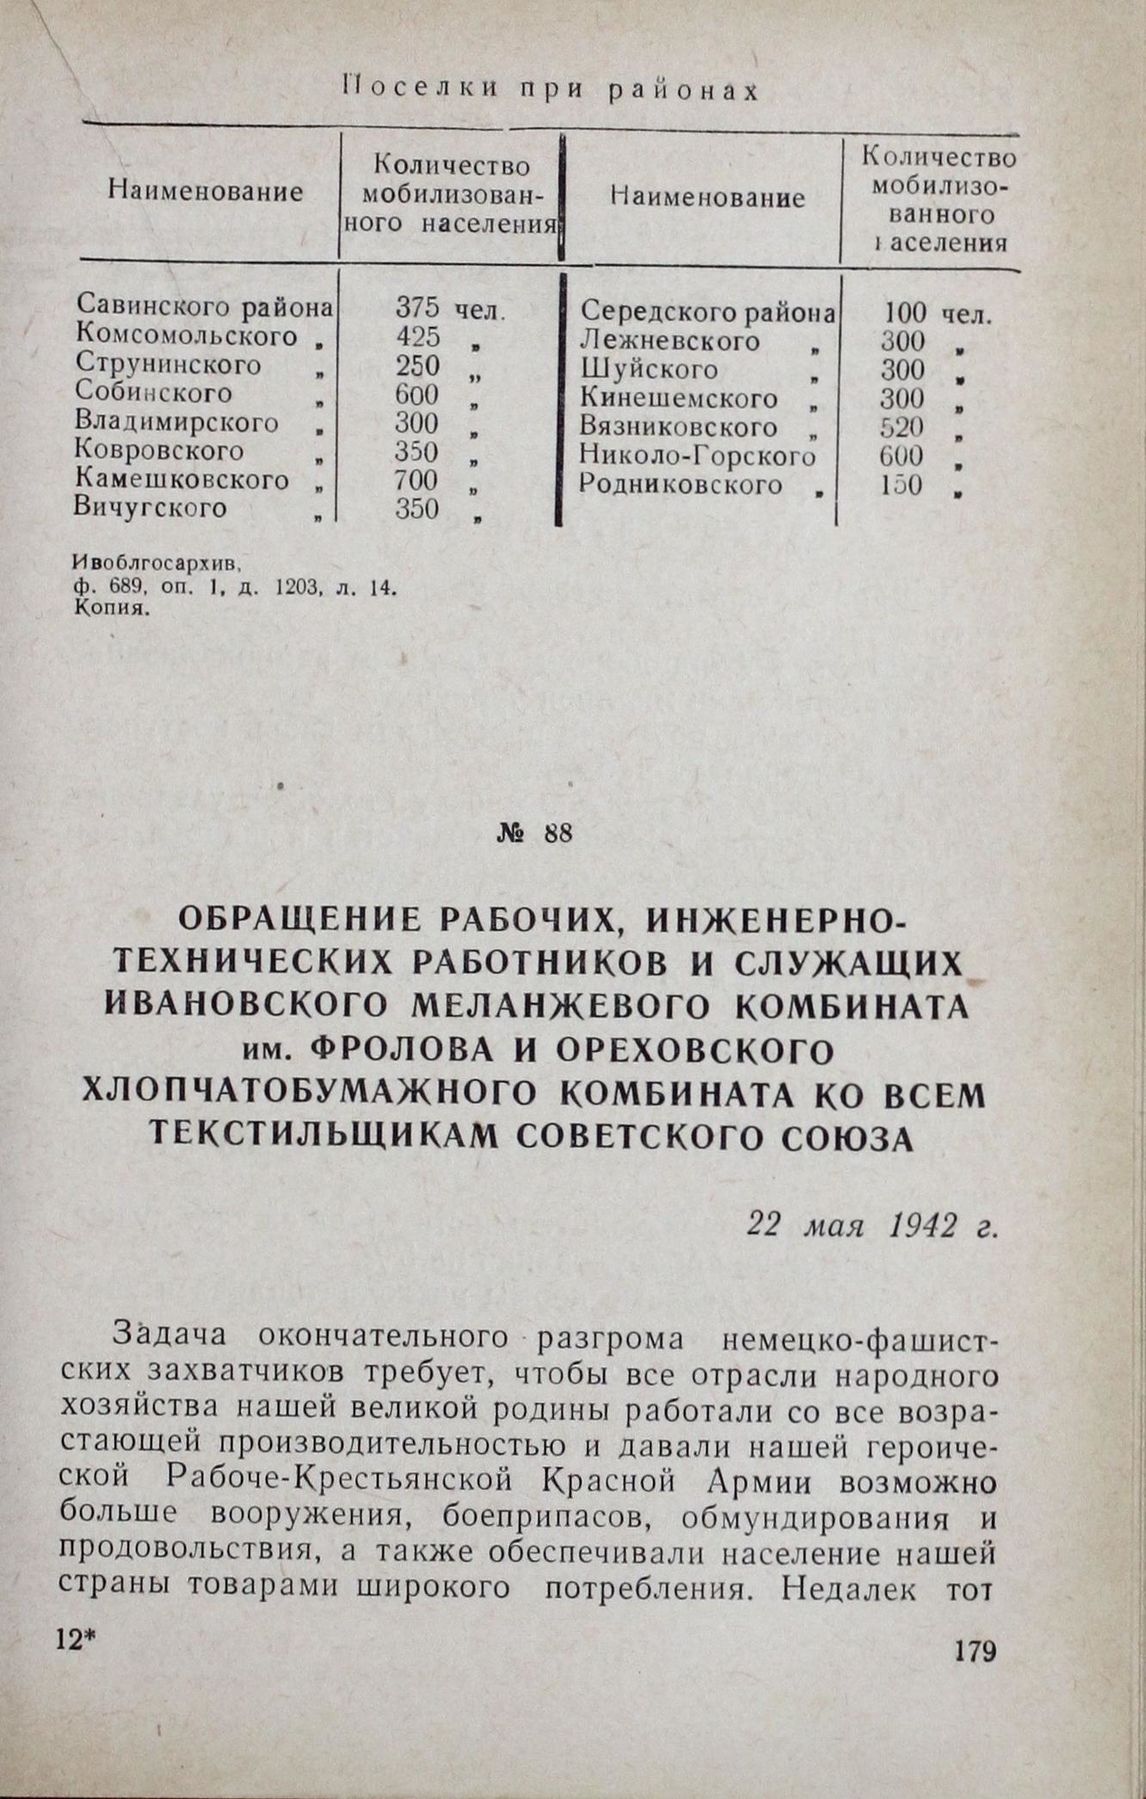 Поселки при районах
Наименование
Количество
мобилизован-
ного населения
Наименование
Количество
мобилизо-
ванного
населения
Савинского района 375 чел.
Комсомольского „ 425 „
Струнинского „ 250 „
Собинского „ 600 „
Владимирского „ 300 „
Ковровского „ 350 „
Камешковского „ 700 „
Вичугского „ 350 „
Середского района 100 чел.
Лежневского „ 300 „
Шуйского „ 300 „
Кинешемского „ 300 „
Вязниковского „ 520 „
Николо-Горского 600 „
Родниковского „ 150 „
Ивоблгосархив,
ф. 689, оп. 1, д. 1203, л. 14.
Копия.
№ 88
ОБРАЩЕНИЕ РАБОЧИХ, ИНЖЕНЕРНО-
ТЕХНИЧЕСКИХ РАБОТНИКОВ И СЛУЖАЩИХ
ИВАНОВСКОГО МЕЛАНЖЕВОГО КОМБИНАТА
им. ФРОЛОВА И ОРЕХОВСКОГО
ХЛОПЧАТОБУМАЖНОГО КОМБИНАТА КО ВСЕМ
ТЕКСТИЛЬЩИКАМ СОВЕТСКОГО СОЮЗА
22 мая 1942 г.
Задача окончательного разгрома немецко-фашист-
ских захватчиков требует, чтобы все отрасли народного
хозяйства нашей великой родины работали со все возра-
стающей производительностью и давали нашей героиче-
ской Рабоче-Крестьянской Красной Армии возможно
больше вооружения, боеприпасов, обмундирования и
продовольствия, а также обеспечивали население нашей
страны товарами широкого потребления. Недалек тот
12*
179